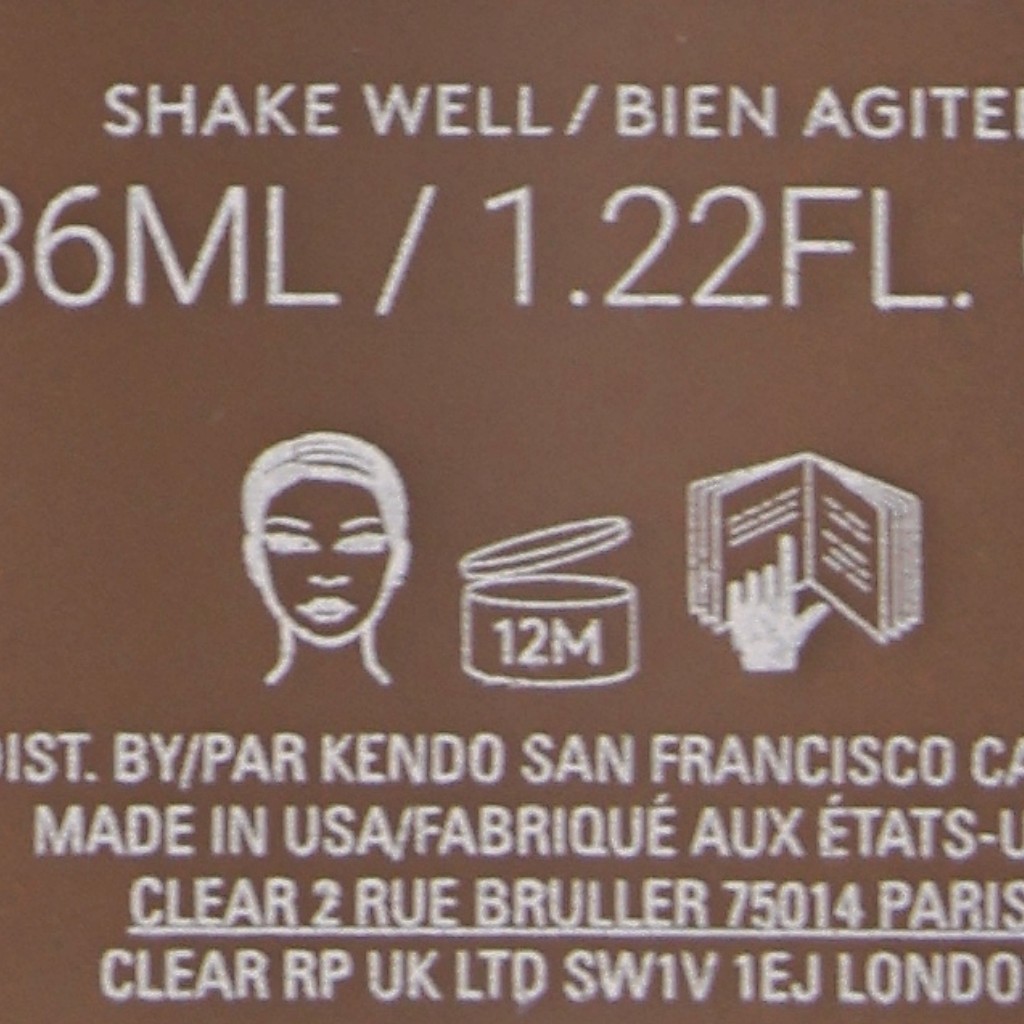 SHAKE WELL / BIEN AGITER
36ML / 1.22FL.
12M
DIST. BY/PAR KENDO SAN FRANCISCO CA
MADE IN USA/FABRIQUÉ AUX ÉTATS-U
CLEAR 2 RUE BRULLER 75014 PARIS
CLEAR RP UK LTD SW1V 1EJ LONDO